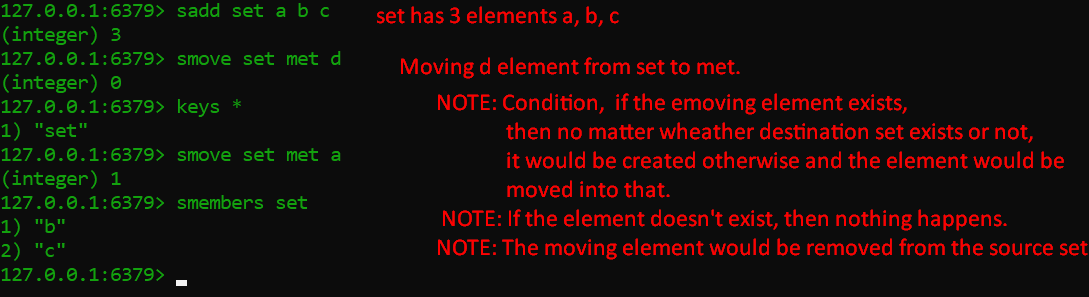 127.0.0.1:6379> sadd set a b c
set has 3 elements a, b, c
(integer) 3
127.0.0.1:6379> smove set met d
Moving d element from set to met.
(integer) 0
127.0.0.1:6379> keys *
NOTE: Condition, if the emoving element exists,
1) "set"
then no matter wheather destination set exists or not,
127.0.0.1:6379> smove set met a
it would be created otherwise and the element would be
(integer) 1
moved into that.
127.0.0.1:6379> smembers set
1) "b"
NOTE: If the element doesn't exist, then nothing happens.
2) "c"
NOTE: The moving element would be removed from the source set
127.0.0.1:6379>